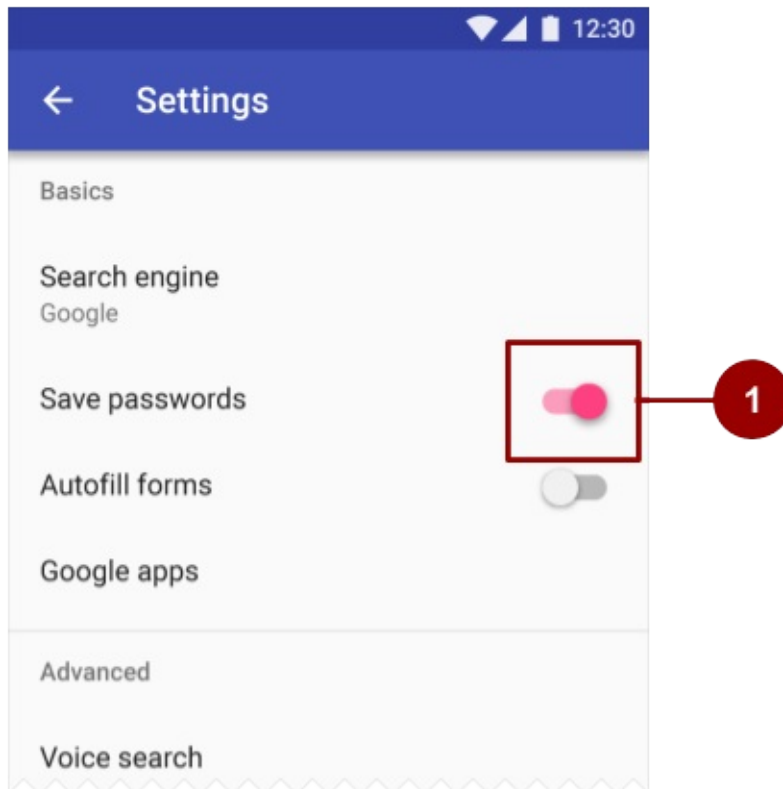 12:30
Settings
Basics
Search engine
Google
Save passwords
1
Autofill forms
Google apps
Advanced
Voice search